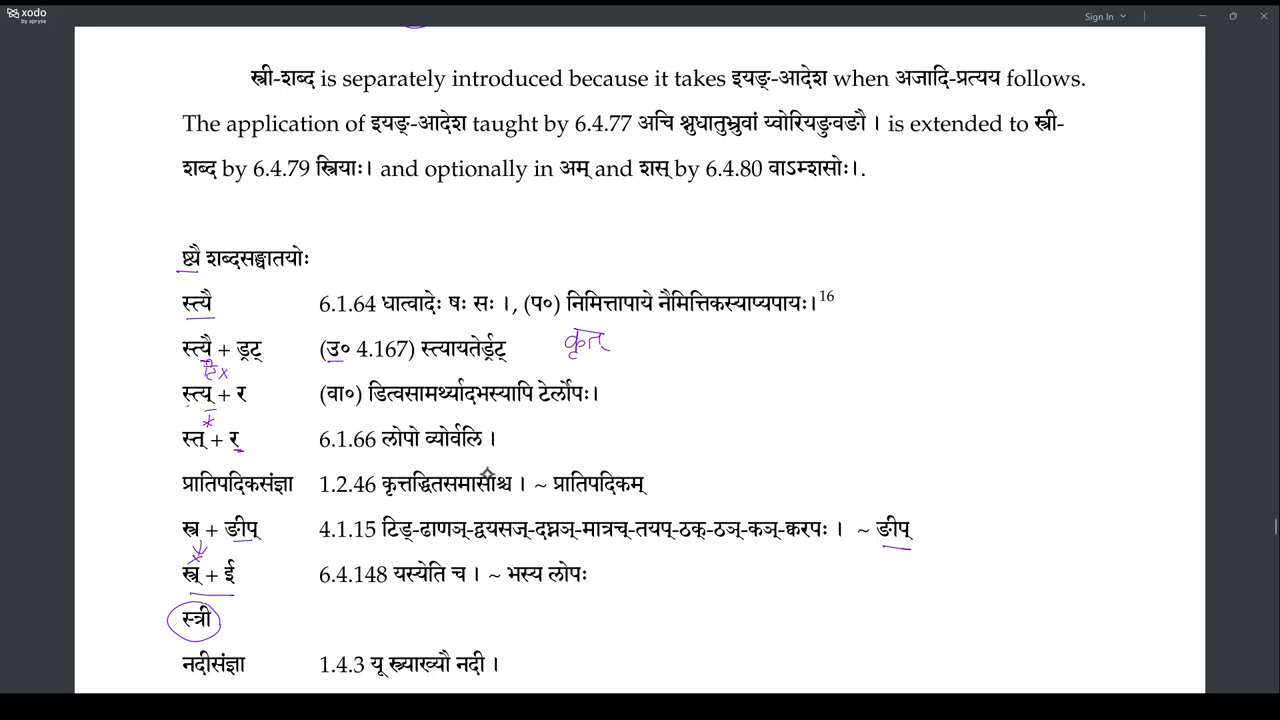 xodo
by apryse
Sign In
स्त्री-शब्द is separately introduced because it takes इयङ्-आदेश when अजादि-प्रत्यय follows.
The application of इयङ्-आदेश taught by 6.4.77 अचि श्नुधातुभ्रुवां य्वोरियङुवङौ । is extended to स्त्री-
शब्द by 6.4.79 स्त्रियाः। and optionally in अम् and शस् by 6.4.80 वाऽम्शसोः।.
ष्ट्यै शब्दसङ्घातयोः
स्त्यै 6.1.64 धात्वादेः षः सः ।, (प०) निमित्तापाये नैमित्तिकस्याप्यपायः।16
स्त्यै + ड्रट् (उ० 4.167) स्त्यायतेर्ड्रट् कृत्
स्त्य् + र (वा०) डित्वसामर्थ्यादभस्यापि टेर्लोपः।
स्त् + र् 6.1.66 लोपो व्योर्वलि ।
प्रातिपदिकसंज्ञा 1.2.46 कृत्तद्धितसमासाश्च । ~ प्रातिपदिकम्
स्त्र + ङीप् 4.1.15 टिड्-ढाणञ्-द्वयसज्-दघ्नञ्-मात्रच्-तयप्-ठक्-ठञ्-कञ्-क्वरपः । ~ ङीप्
स्त्र् + ई 6.4.148 यस्येति च । ~ भस्य लोपः
स्त्री
नदीसंज्ञा 1.4.3 यू स्त्र्याख्यौ नदी ।